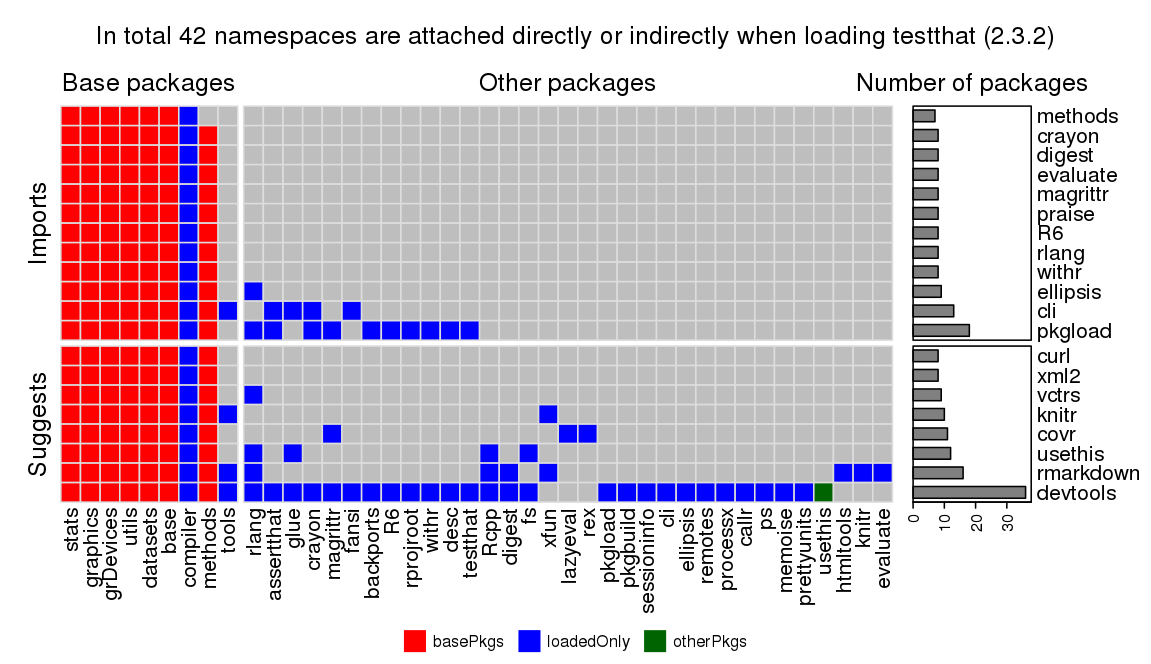 In total 42 namespaces are attached directly or indirectly when loading testthat (2.3.2)
Base packages
Other packages
Number of packages
Imports
methods
crayon
digest
evaluate
magrittr
praise
R6
rlang
withr
ellipsis
cli
pkgload
Suggests
curl
xml2
vctrs
knitr
covr
usethis
rmarkdown
devtools
stats
graphics
grDevices
utils
datasets
base
compiler
methods
tools
rlang
assertthat
glue
crayon
magrittr
fansi
backports
R6
rprojroot
withr
desc
testthat
Rcpp
digest
fs
xfun
lazyeval
rex
pkgload
pkgbuild
sessioninfo
cli
ellipsis
remotes
processx
callr
ps
memoise
prettyunits
usethis
htmltools
knitr
evaluate
0
10
20
30
basePkgs
loadedOnly
otherPkgs